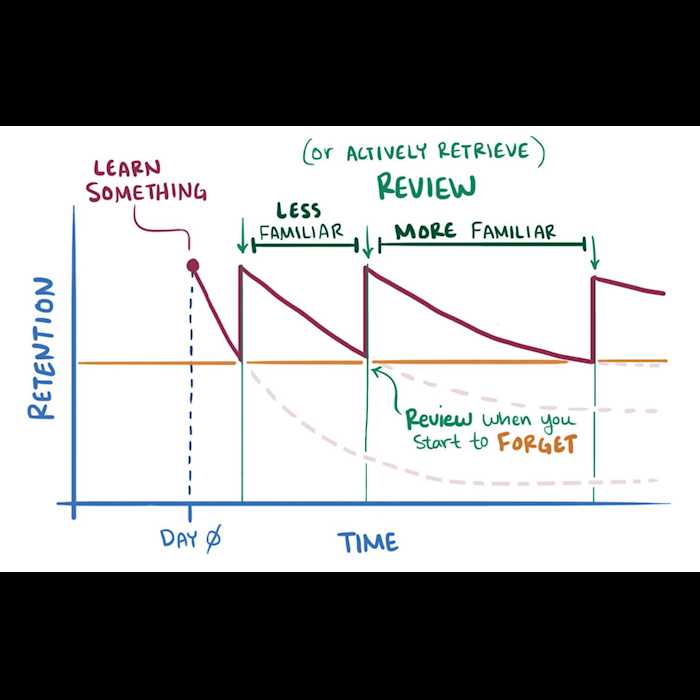 (OR ACTIVELY RETRIEVE)
REVIEW
LEARN
SOMETHING
LESS
FAMILIAR
MORE FAMILIAR
RETENTION
Review when you
start to FORGET
DAY 0
TIME